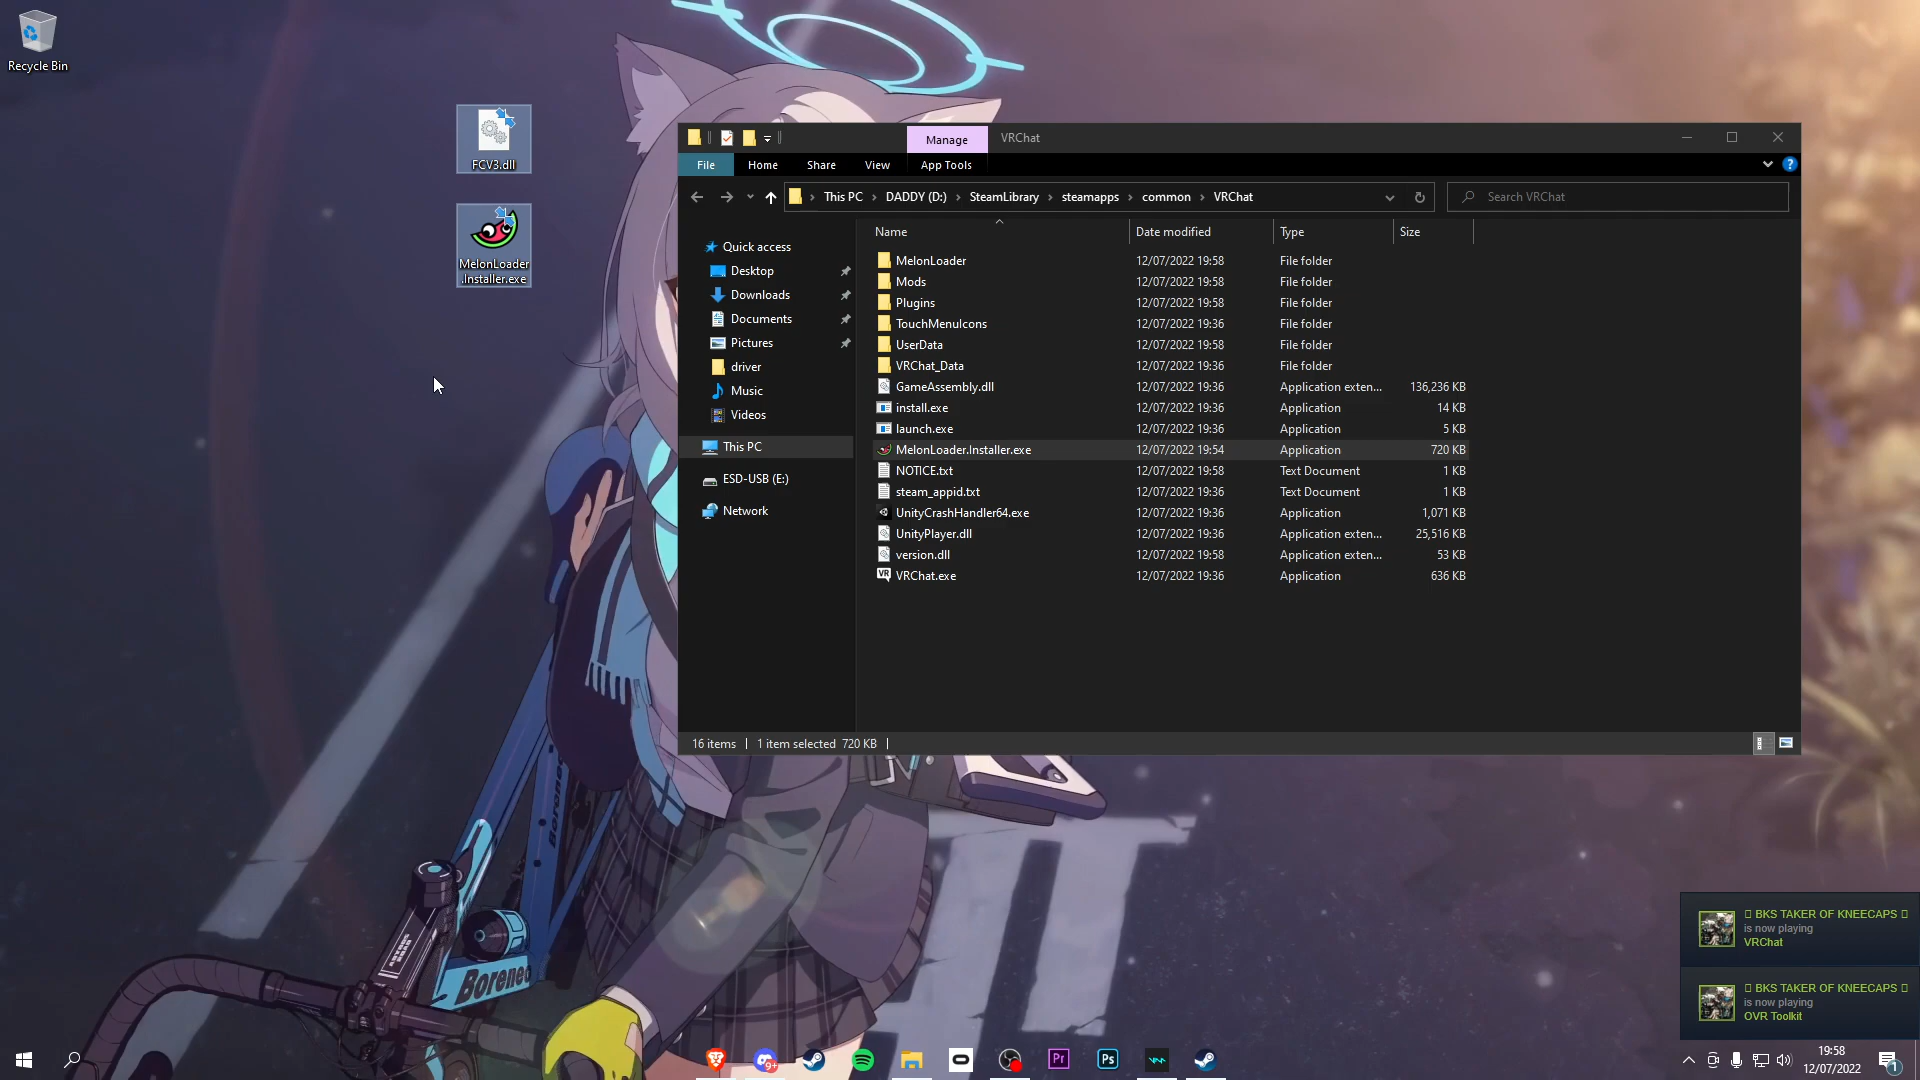 Recycle Bin
FCV3.dll
MelonLoader
.Installer.exe
Manage
VRChat
File
Home
Share
View
App Tools
This PC
DADDY (D:)
SteamLibrary
steamapps
common
VRChat
Search VRChat
Name
Date modified
Type
Size
Quick access
Desktop
Downloads
Documents
Pictures
driver
Music
Videos
This PC
ESD-USB (E:)
Network
MelonLoader 12/07/2022 19:58 File folder
Mods 12/07/2022 19:58 File folder
Plugins 12/07/2022 19:58 File folder
TouchMenuIcons 12/07/2022 19:36 File folder
UserData 12/07/2022 19:58 File folder
VRChat_Data 12/07/2022 19:36 File folder
GameAssembly.dll 12/07/2022 19:36 Application exten... 136,236 KB
install.exe 12/07/2022 19:36 Application 14 KB
launch.exe 12/07/2022 19:36 Application 5 KB
MelonLoader.Installer.exe 12/07/2022 19:54 Application 720 KB
NOTICE.txt 12/07/2022 19:58 Text Document 1 KB
steam_appid.txt 12/07/2022 19:36 Text Document 1 KB
UnityCrashHandler64.exe 12/07/2022 19:36 Application 1,071 KB
UnityPlayer.dll 12/07/2022 19:36 Application exten... 25,516 KB
version.dll 12/07/2022 19:58 Application exten... 53 KB
VRChat.exe 12/07/2022 19:36 Application 636 KB
16 items
1 item selected 720 KB
Boreneo
BKS TAKER OF KNEECAPS
is now playing
VRChat
BKS TAKER OF KNEECAPS
is now playing
OVR Toolkit
9+
Pr
Ps
19:58
12/07/2022
1